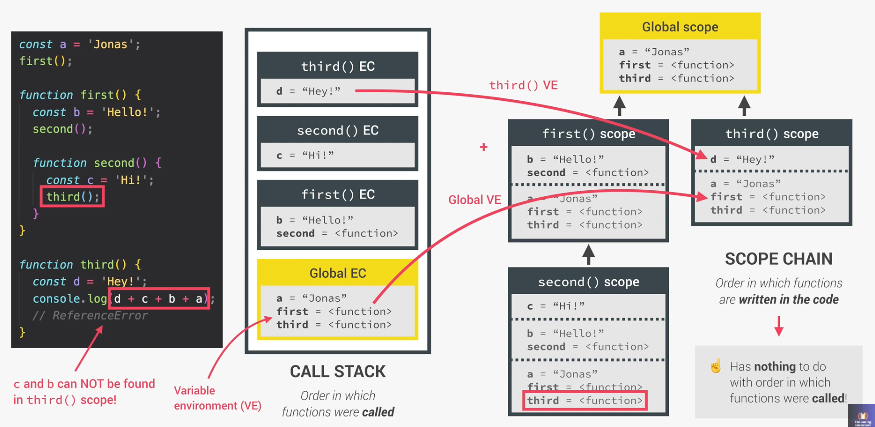 const a = 'Jonas';
first();
function first() {
const b = 'Hello!';
second();
function second() {
const c = 'Hi!';
third();
}
}
function third() {
const d = 'Hey!';
console.log(d + c + b + a);
// ReferenceError
}
c and b can NOT be found
in third() scope!
third() EC
d = “Hey!”
second() EC
c = “Hi!”
first() EC
b = “Hello!”
second = <function>
Global EC
a = “Jonas”
first = <function>
third = <function>
CALL STACK
Order in which
functions were called
Variable
environment (VE)
third() VE
+
Global VE
Global scope
a = “Jonas”
first = <function>
third = <function>
first() scope
b = “Hello!”
second = <function>
a = “Jonas”
first = <function>
third = <function>
second() scope
c = “Hi!”
b = “Hello!”
second = <function>
a = “Jonas”
first = <function>
third = <function>
third() scope
d = “Hey!”
a = “Jonas”
first = <function>
third = <function>
SCOPE CHAIN
Order in which functions
are written in the code
Has nothing to do
with order in which
functions were called!